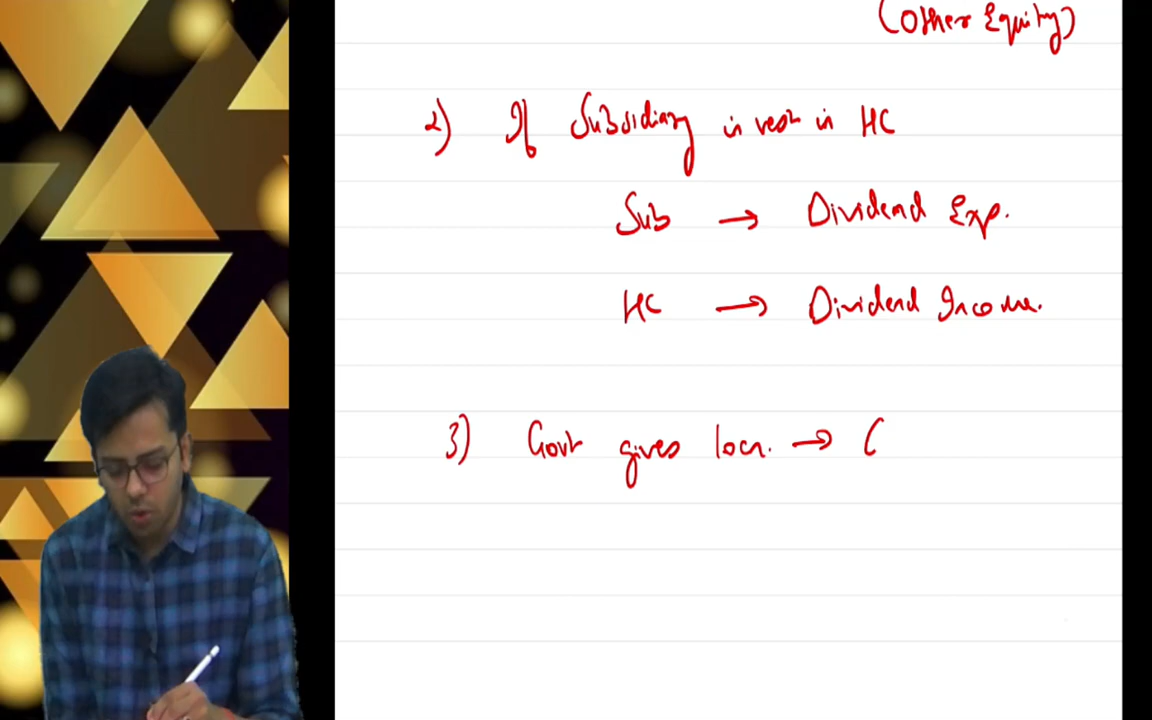 (Other Equity)
2) If Subsidiary invest in HC
Sub → Dividend Exp.
HC → Dividend Income.
3) Govt gives loan. → (